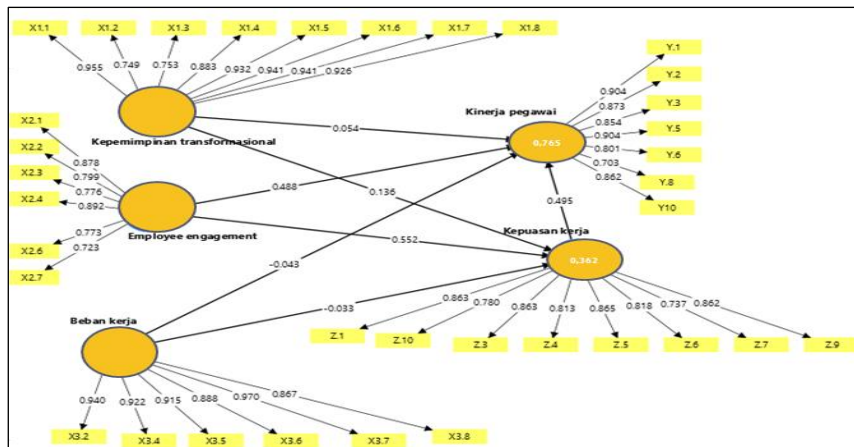 X1.1 X1.2 X1.3 X1.4 X1.5 X1.6 X1.7 X1.8
0.955 0.749 0.753 0.883 0.932 0.941 0.941 0.926
Kepemimpinan transformasional
X2.1
X2.2
X2.3
X2.4
X2.6
X2.7
0.878
0.799
0.776
0.892
0.773
0.723
Employee engagement
Beban kerja
0.940 0.922 0.915 0.888 0.970 0.867
X3.2 X3.4 X3.5 X3.6 X3.7 X3.8
0.054
0.136
0.488
0.552
-0.043
-0.033
0.495
Kinerja pegawai
0,765
0.904
0.873
0.854
0.904
0.801
0.703
0.862
Y.1
Y.2
Y.3
Y.5
Y.6
Y.8
Y10
Kepuasan kerja
0,362
0.863 0.780 0.863 0.813 0.865 0.818 0.737 0.862
Z.1 Z.10 Z.3 Z.4 Z.5 Z.6 Z.7 Z.9